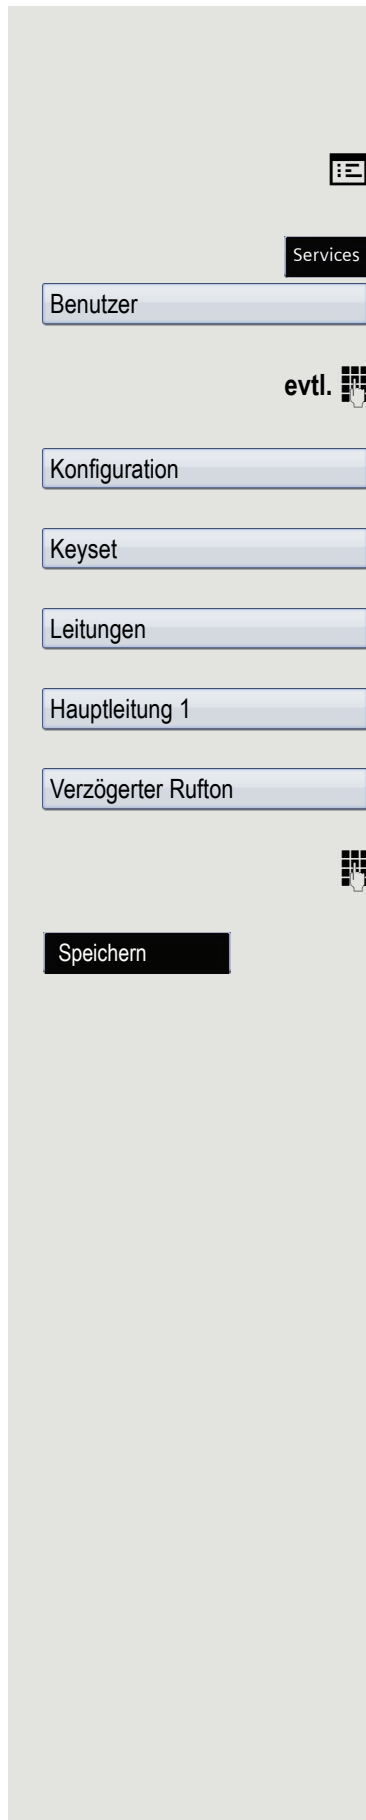 Services
Benutzer
evtl.
Konfiguration
Keyset
Leitungen
Hauptleitung 1
Verzögerter Rufton
Speichern